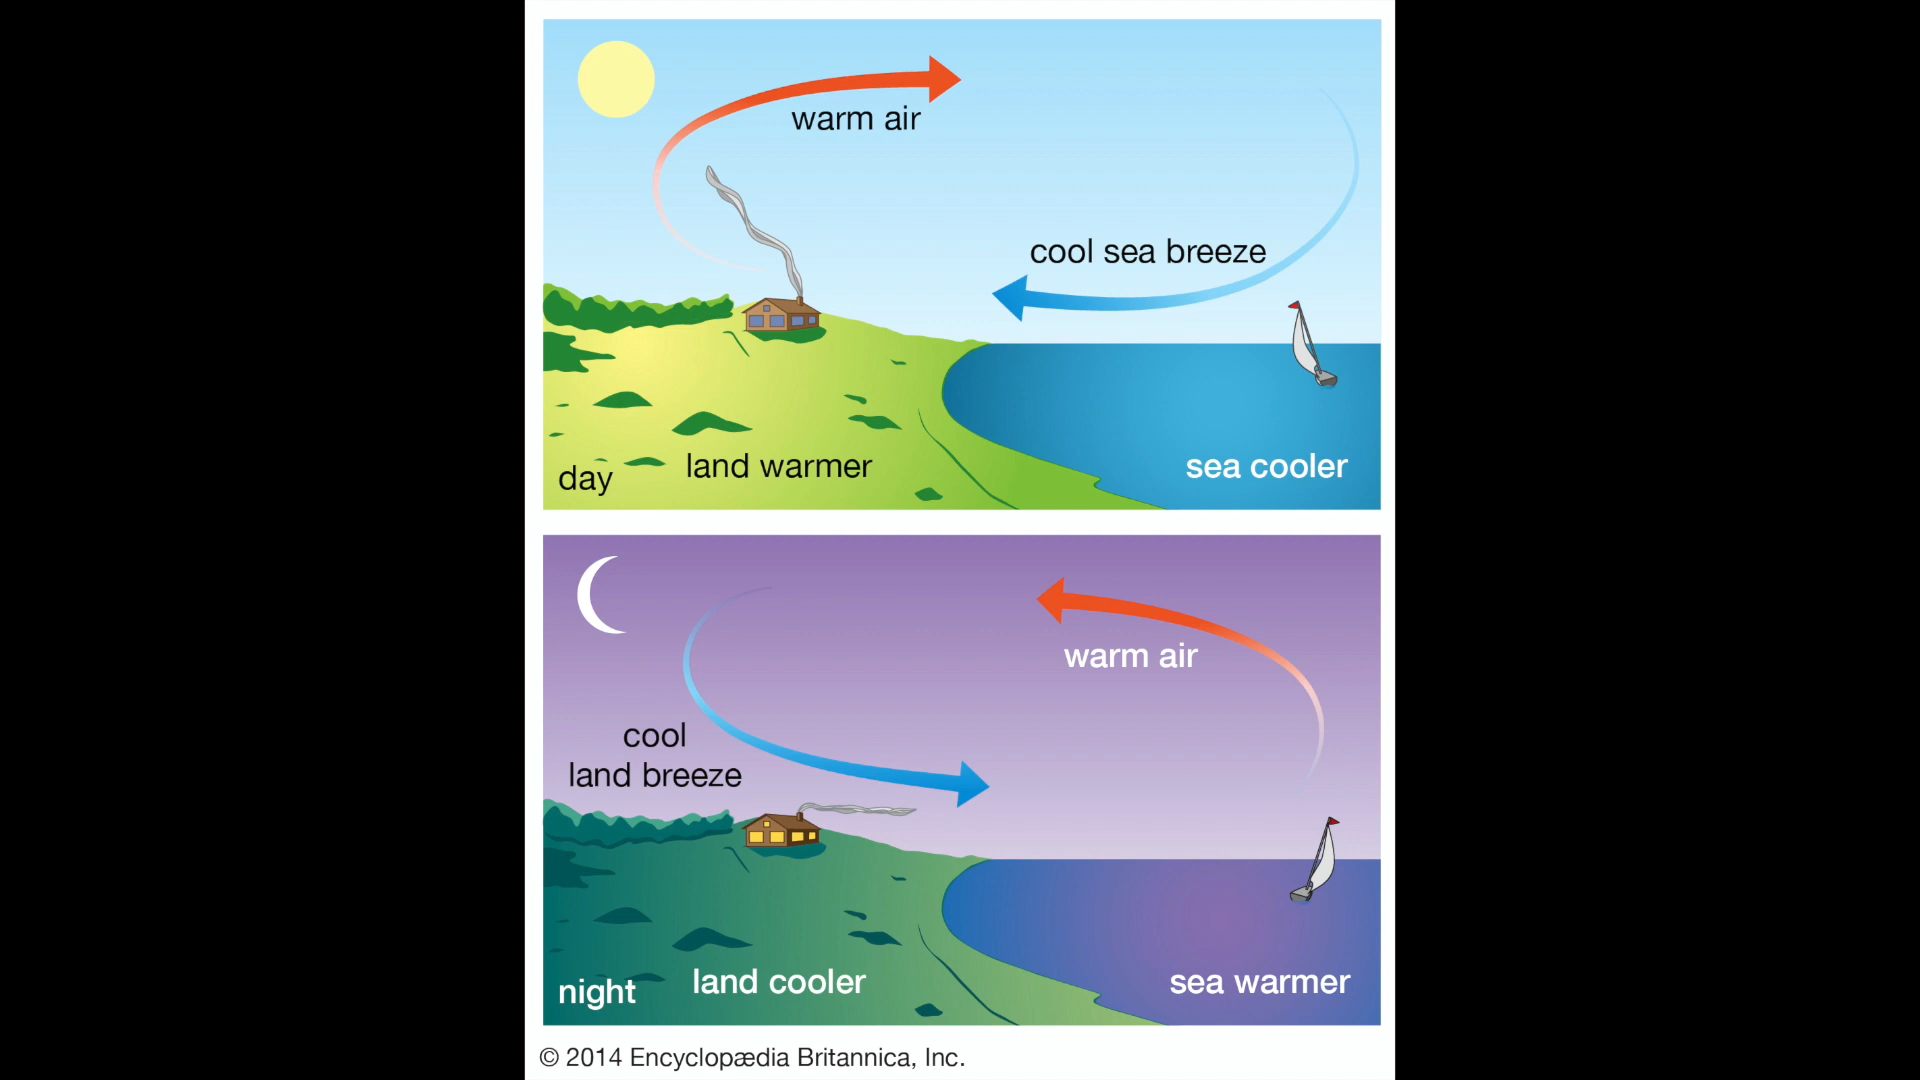 warm air
cool sea breeze
land warmer
sea cooler
day
warm air
cool
land breeze
land cooler
sea warmer
night
© 2014 Encyclopædia Britannica, Inc.